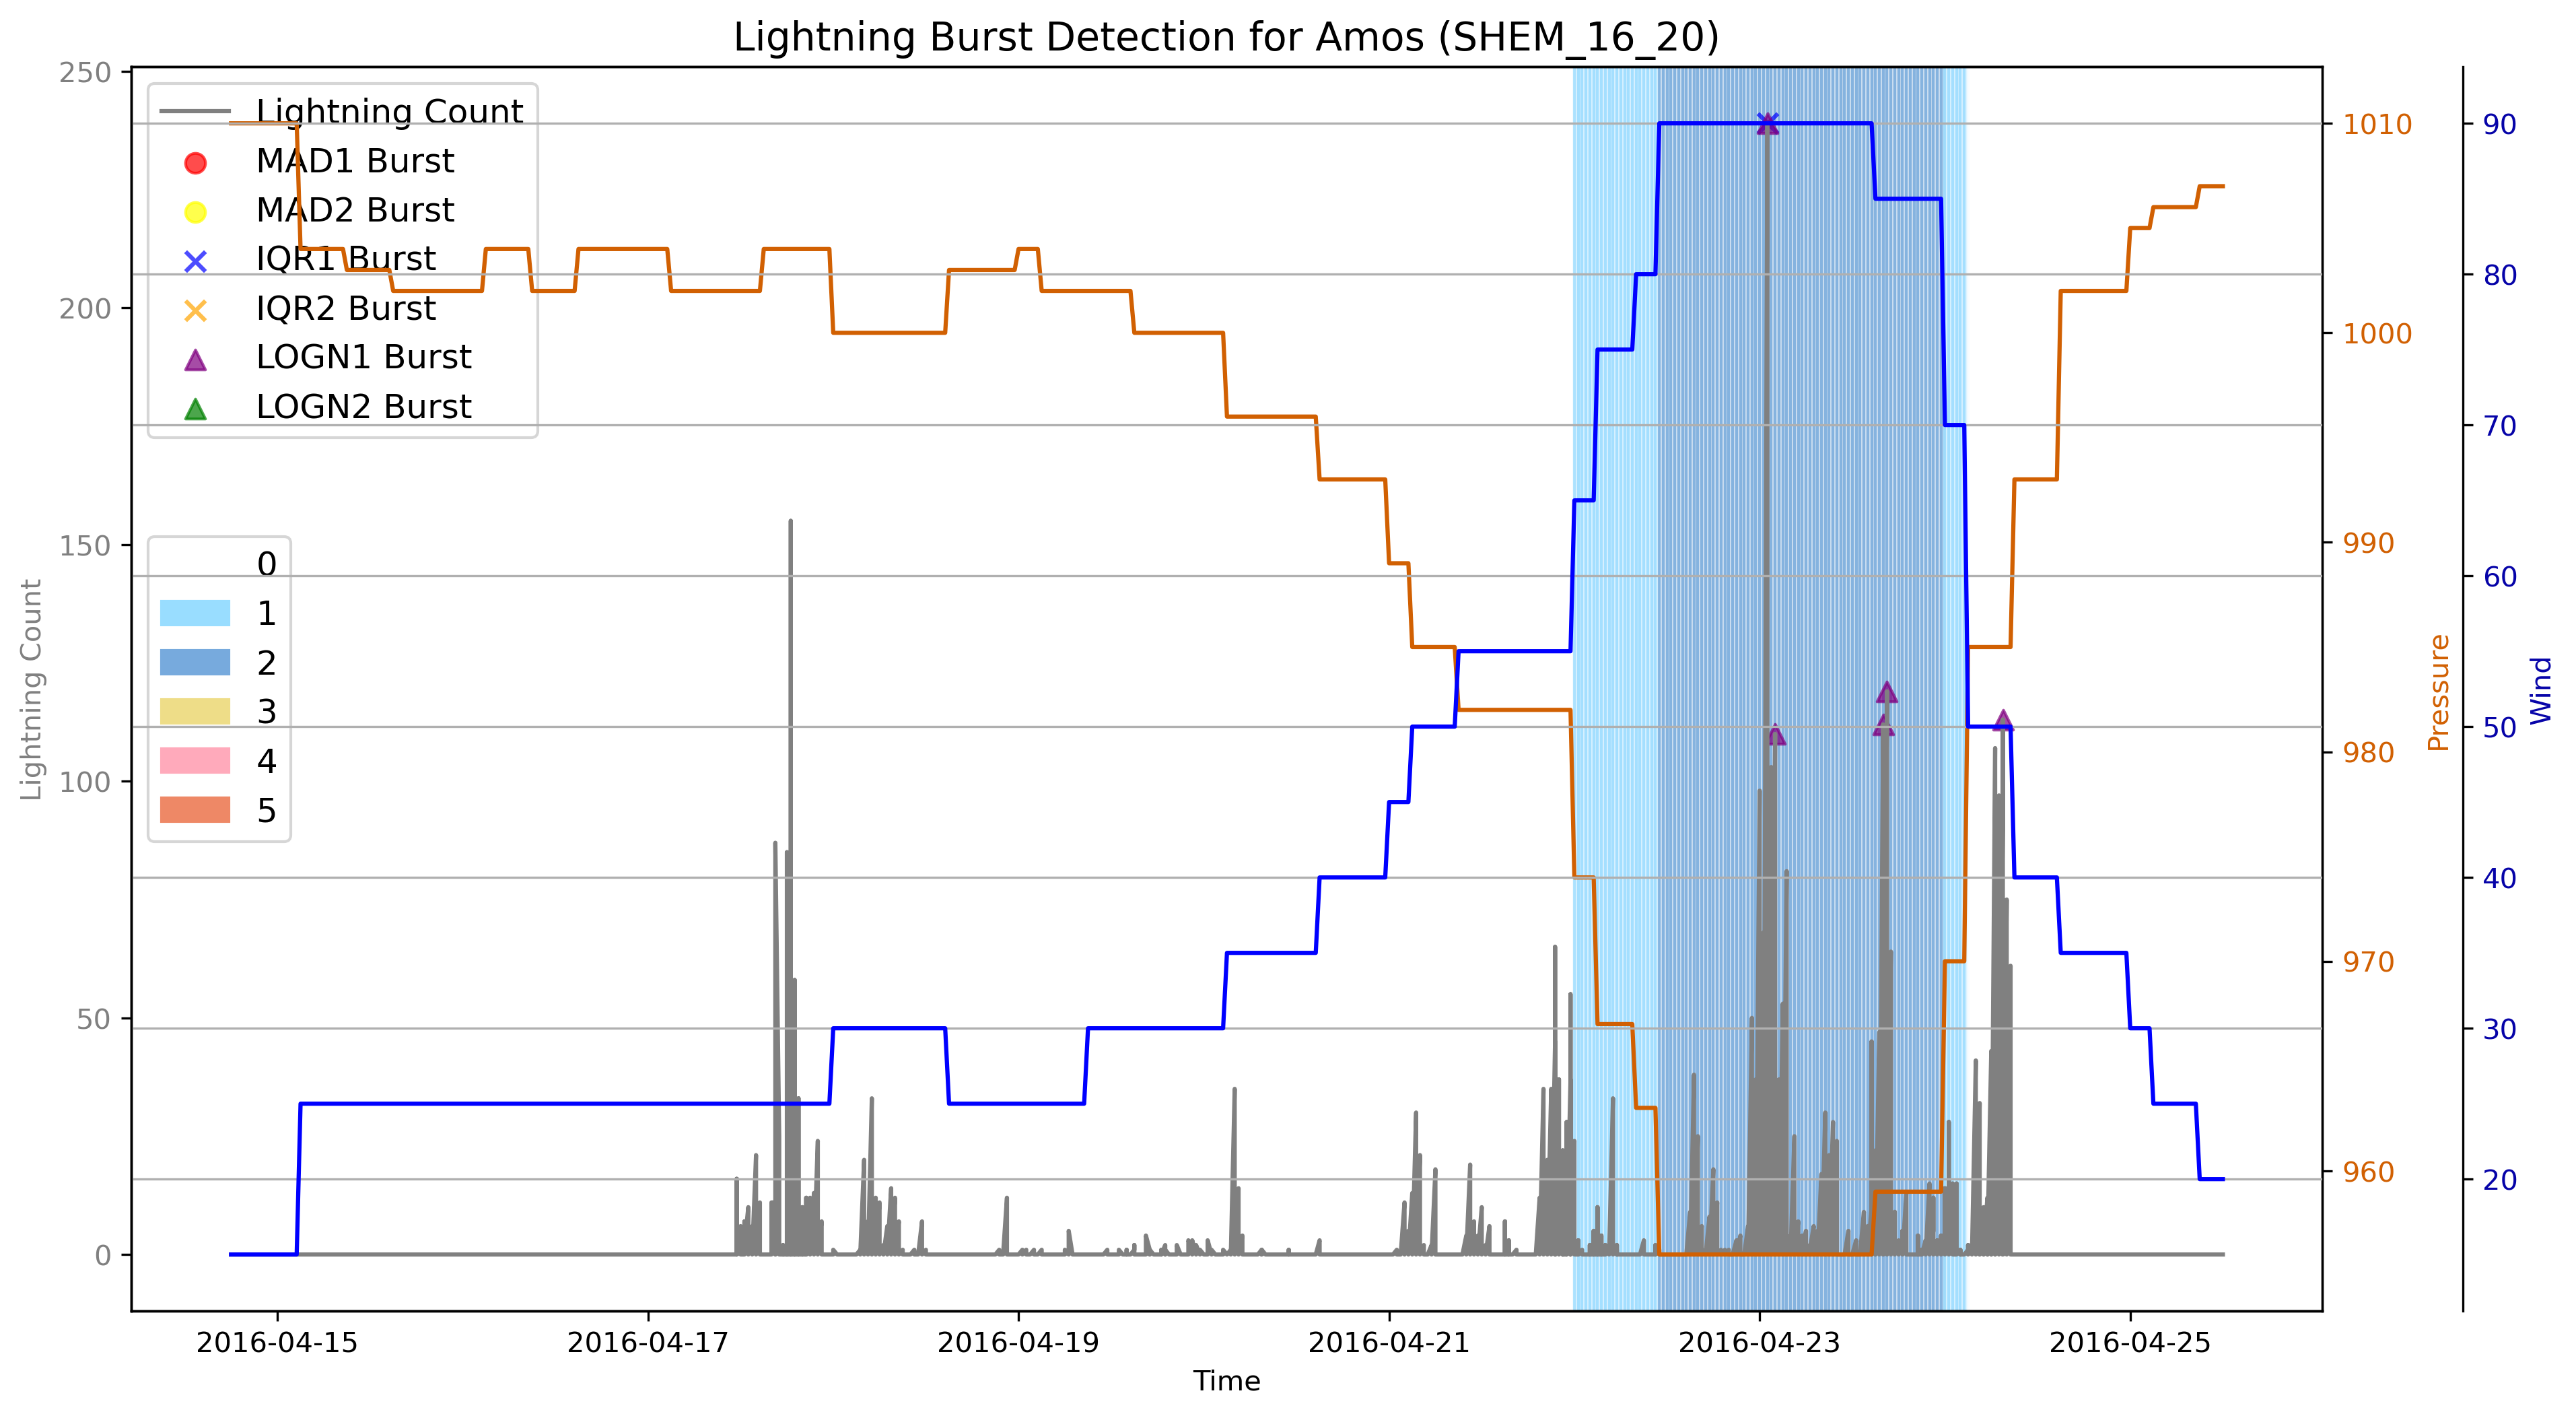 Lightning Burst Detection for Amos (SHEM_16_20)
Lightning Count
MAD1 Burst
MAD2 Burst
IQR1 Burst
IQR2 Burst
LOGN1 Burst
LOGN2 Burst
0
1
2
3
4
5
250
200
150
100
50
0
Lightning Count
1010
1000
990
980
970
960
Pressure
90
80
70
60
50
40
30
20
Wind
2016-04-15
2016-04-17
2016-04-19
2016-04-21
2016-04-23
2016-04-25
Time